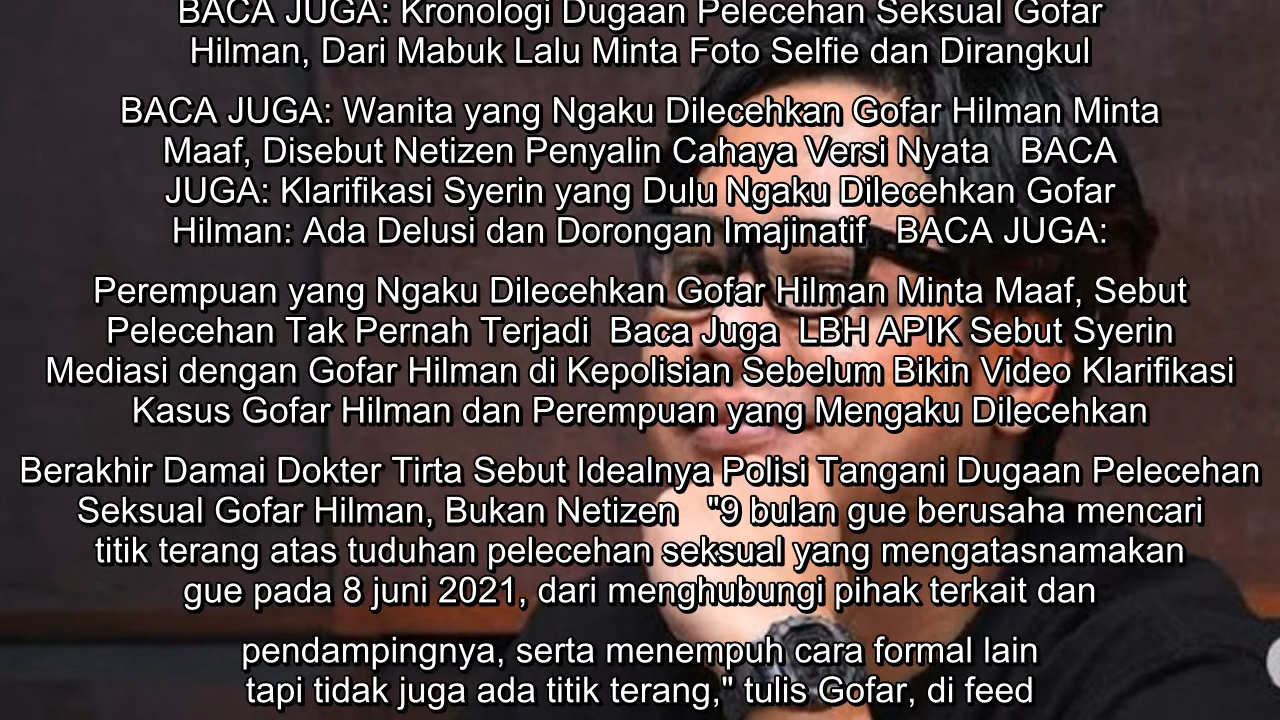 BACA JUGA: Kronologi Dugaan Pelecehan Seksual Gofar
Hilman, Dari Mabuk Lalu Minta Foto Selfie dan Dirangkul
BACA JUGA: Wanita yang Ngaku Dilecehkan Gofar Hilman Minta
Maaf, Disebut Netizen Penyalin Cahaya Versi Nyata   BACA
JUGA: Klarifikasi Syerin yang Dulu Ngaku Dilecehkan Gofar
Hilman: Ada Delusi dan Dorongan Imajinatif   BACA JUGA:
Perempuan yang Ngaku Dilecehkan Gofar Hilman Minta Maaf, Sebut
Pelecehan Tak Pernah Terjadi  Baca Juga  LBH APIK Sebut Syerin
Mediasi dengan Gofar Hilman di Kepolisian Sebelum Bikin Video Klarifikasi
Kasus Gofar Hilman dan Perempuan yang Mengaku Dilecehkan
Berakhir Damai Dokter Tirta Sebut Idealnya Polisi Tangani Dugaan Pelecehan
Seksual Gofar Hilman, Bukan Netizen   "9 bulan gue berusaha mencari
titik terang atas tuduhan pelecehan seksual yang mengatasnamakan
gue pada 8 juni 2021, dari menghubungi pihak terkait dan
pendampingnya, serta menempuh cara formal lain
tapi tidak juga ada titik terang," tulis Gofar, di feed